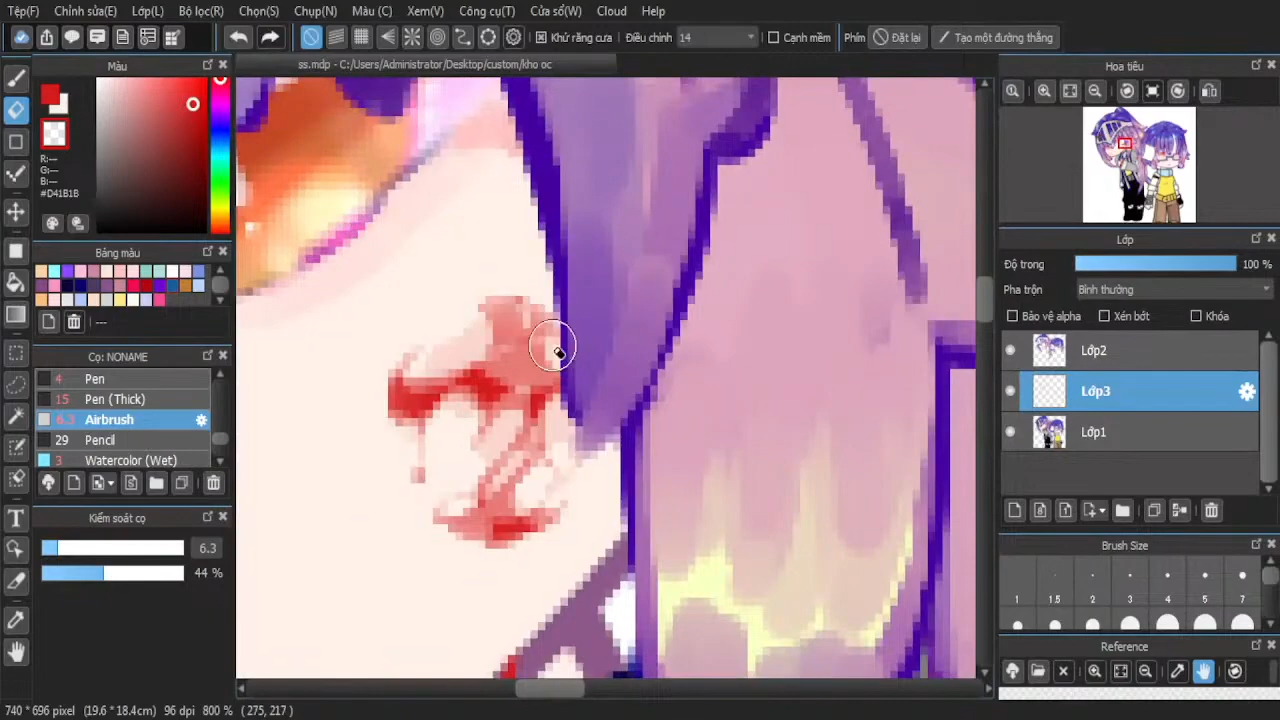 Tệp(F) Chỉnh sửa(E) Lớp(L) Bộ lọc(R) Chọn(S) Chụp(N) Màu (C) Xem(V) Công cụ(T) Cửa sổ(W) Cloud Help
Khử răng cưa Điều chỉnh 14 Cạnh mềm Phím Đặt lại Tạo một đường thẳng
ss.mdp - C:/Users/Administrator/Desktop/custom/kho oc
Màu
R:---
G:---
B:---
#D41B1B
Bảng màu
---
Cọ: NONAME
4 Pen
15 Pen (Thick)
6.3 Airbrush
29 Pencil
3 Watercolor (Wet)
Kiểm soát cọ
6.3
44 %
T
Hoa tiêu
Lớp
Độ trong 100 %
Pha trộn Bình thường
Bảo vệ alpha Xén bớt Khóa
Lớp2
Lớp3
Lớp1
Brush Size
1 1.5 2 3 4 5 7
Reference
740 * 696 pixel (19.6 * 18.4cm) 96 dpi 800 % ( 275, 217 )